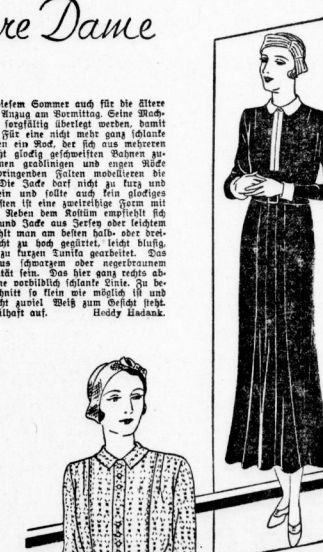 re Dame
iesem Sommer auch für die ältere
Anzug am Vormittag. Seine Mach-
sorgfältig überlegt werden, damit
Für eine nicht mehr ganz schlanke
en ein Rock, der sich aus mehreren
ht glockig geschweiften Bahnen zu-
nen gradlinigen und engen Röcke
pringenden Falten modellieren die
Die Jacke darf nicht zu kurz und
ein und sollte auch kein glockiges
sten ist eine zweireihige Form mit
Neben dem Kostüm empfiehlt sich
und Jacke aus Jersey oder leichtem
hlt man am besten halb- oder drei-
cht zu hoch gegürtet, leicht blusig,
zu kurzen Tunika gearbeitet. Das
us schwarzem oder negerbraunem
tät sein. Das hier ganz rechts ab-
ne vorbildlich schlanke Linie. Zu be-
hnitt so klein wie möglich ist und
ht zuviel Weiß zum Gesicht steht.
ilhaft auf. Heddy Hadank.